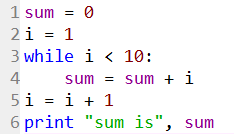 1 sum = 0
2 i = 1
3 while i < 10:
4     sum = sum + i
5 i = i + 1
6 print "sum is", sum